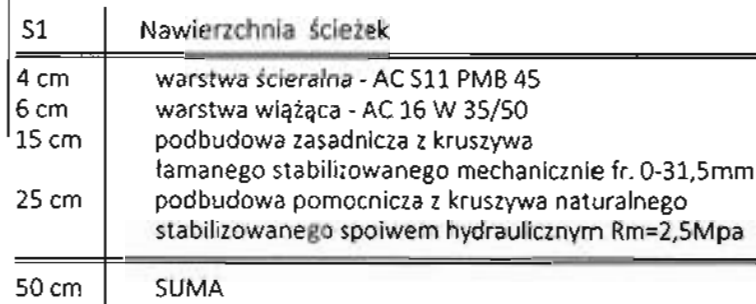 S1 Nawierzchnia ścieżek
4 cm warstwa ścieralna - AC S11 PMB 45
6 cm warstwa wiążąca - AC 16 W 35/50
15 cm podbudowa zasadnicza z kruszywa
łamanego stabilizowanego mechanicznie fr. 0-31,5mm
25 cm podbudowa pomocnicza z kruszywa naturalnego
stabilizowanego spoiwem hydraulicznym Rm=2,5Mpa
50 cm SUMA